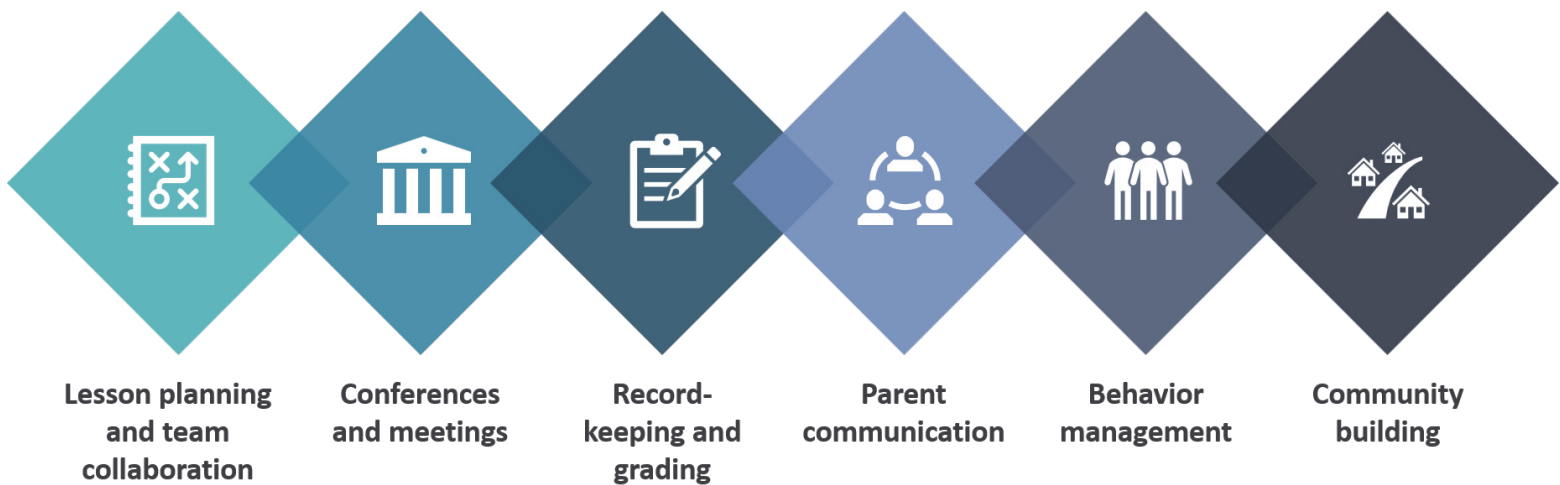 Lesson planning
and team
collaboration
Conferences
and meetings
Record-
keeping and
grading
Parent
communication
Behavior
management
Community
building